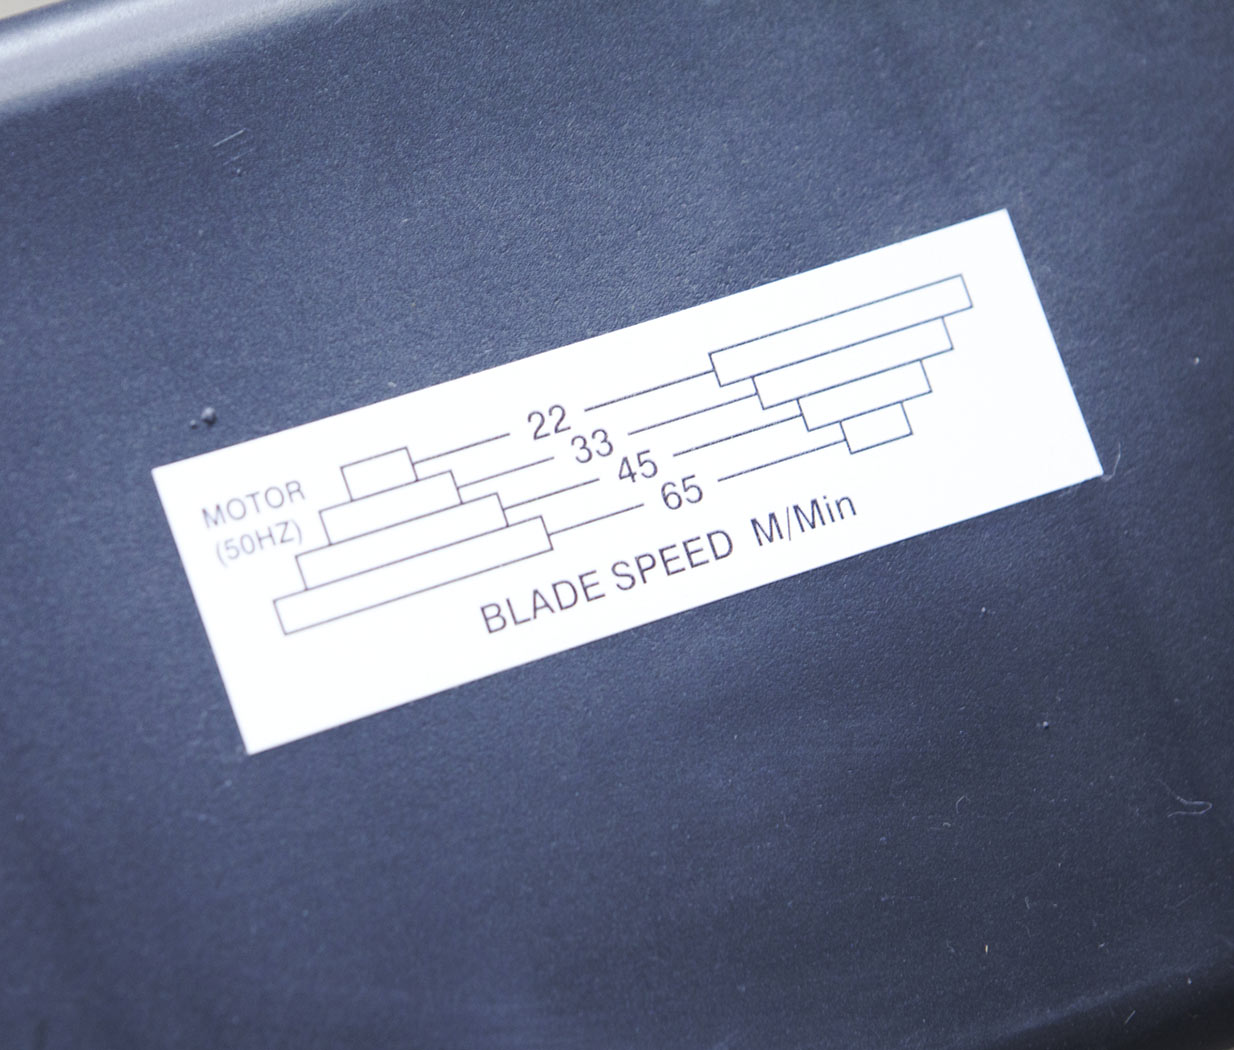 MOTOR
(50HZ)
22
33
45
65
BLADE SPEED M/Min